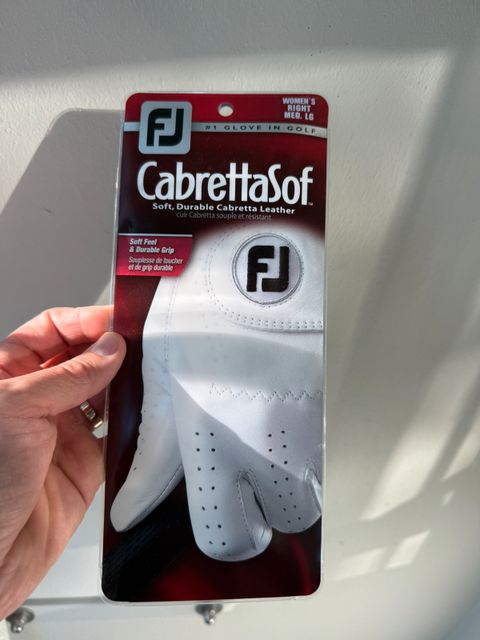 WOMEN'S
RIGHT
MED. LG
FJ
#1 GLOVE IN GOLF
CabrettaSof™
Soft, Durable Cabretta Leather
cuir Cabretta souple et résistant
Soft Feel
& Durable Grip
Souplesse de toucher
et de grip durable
FJ